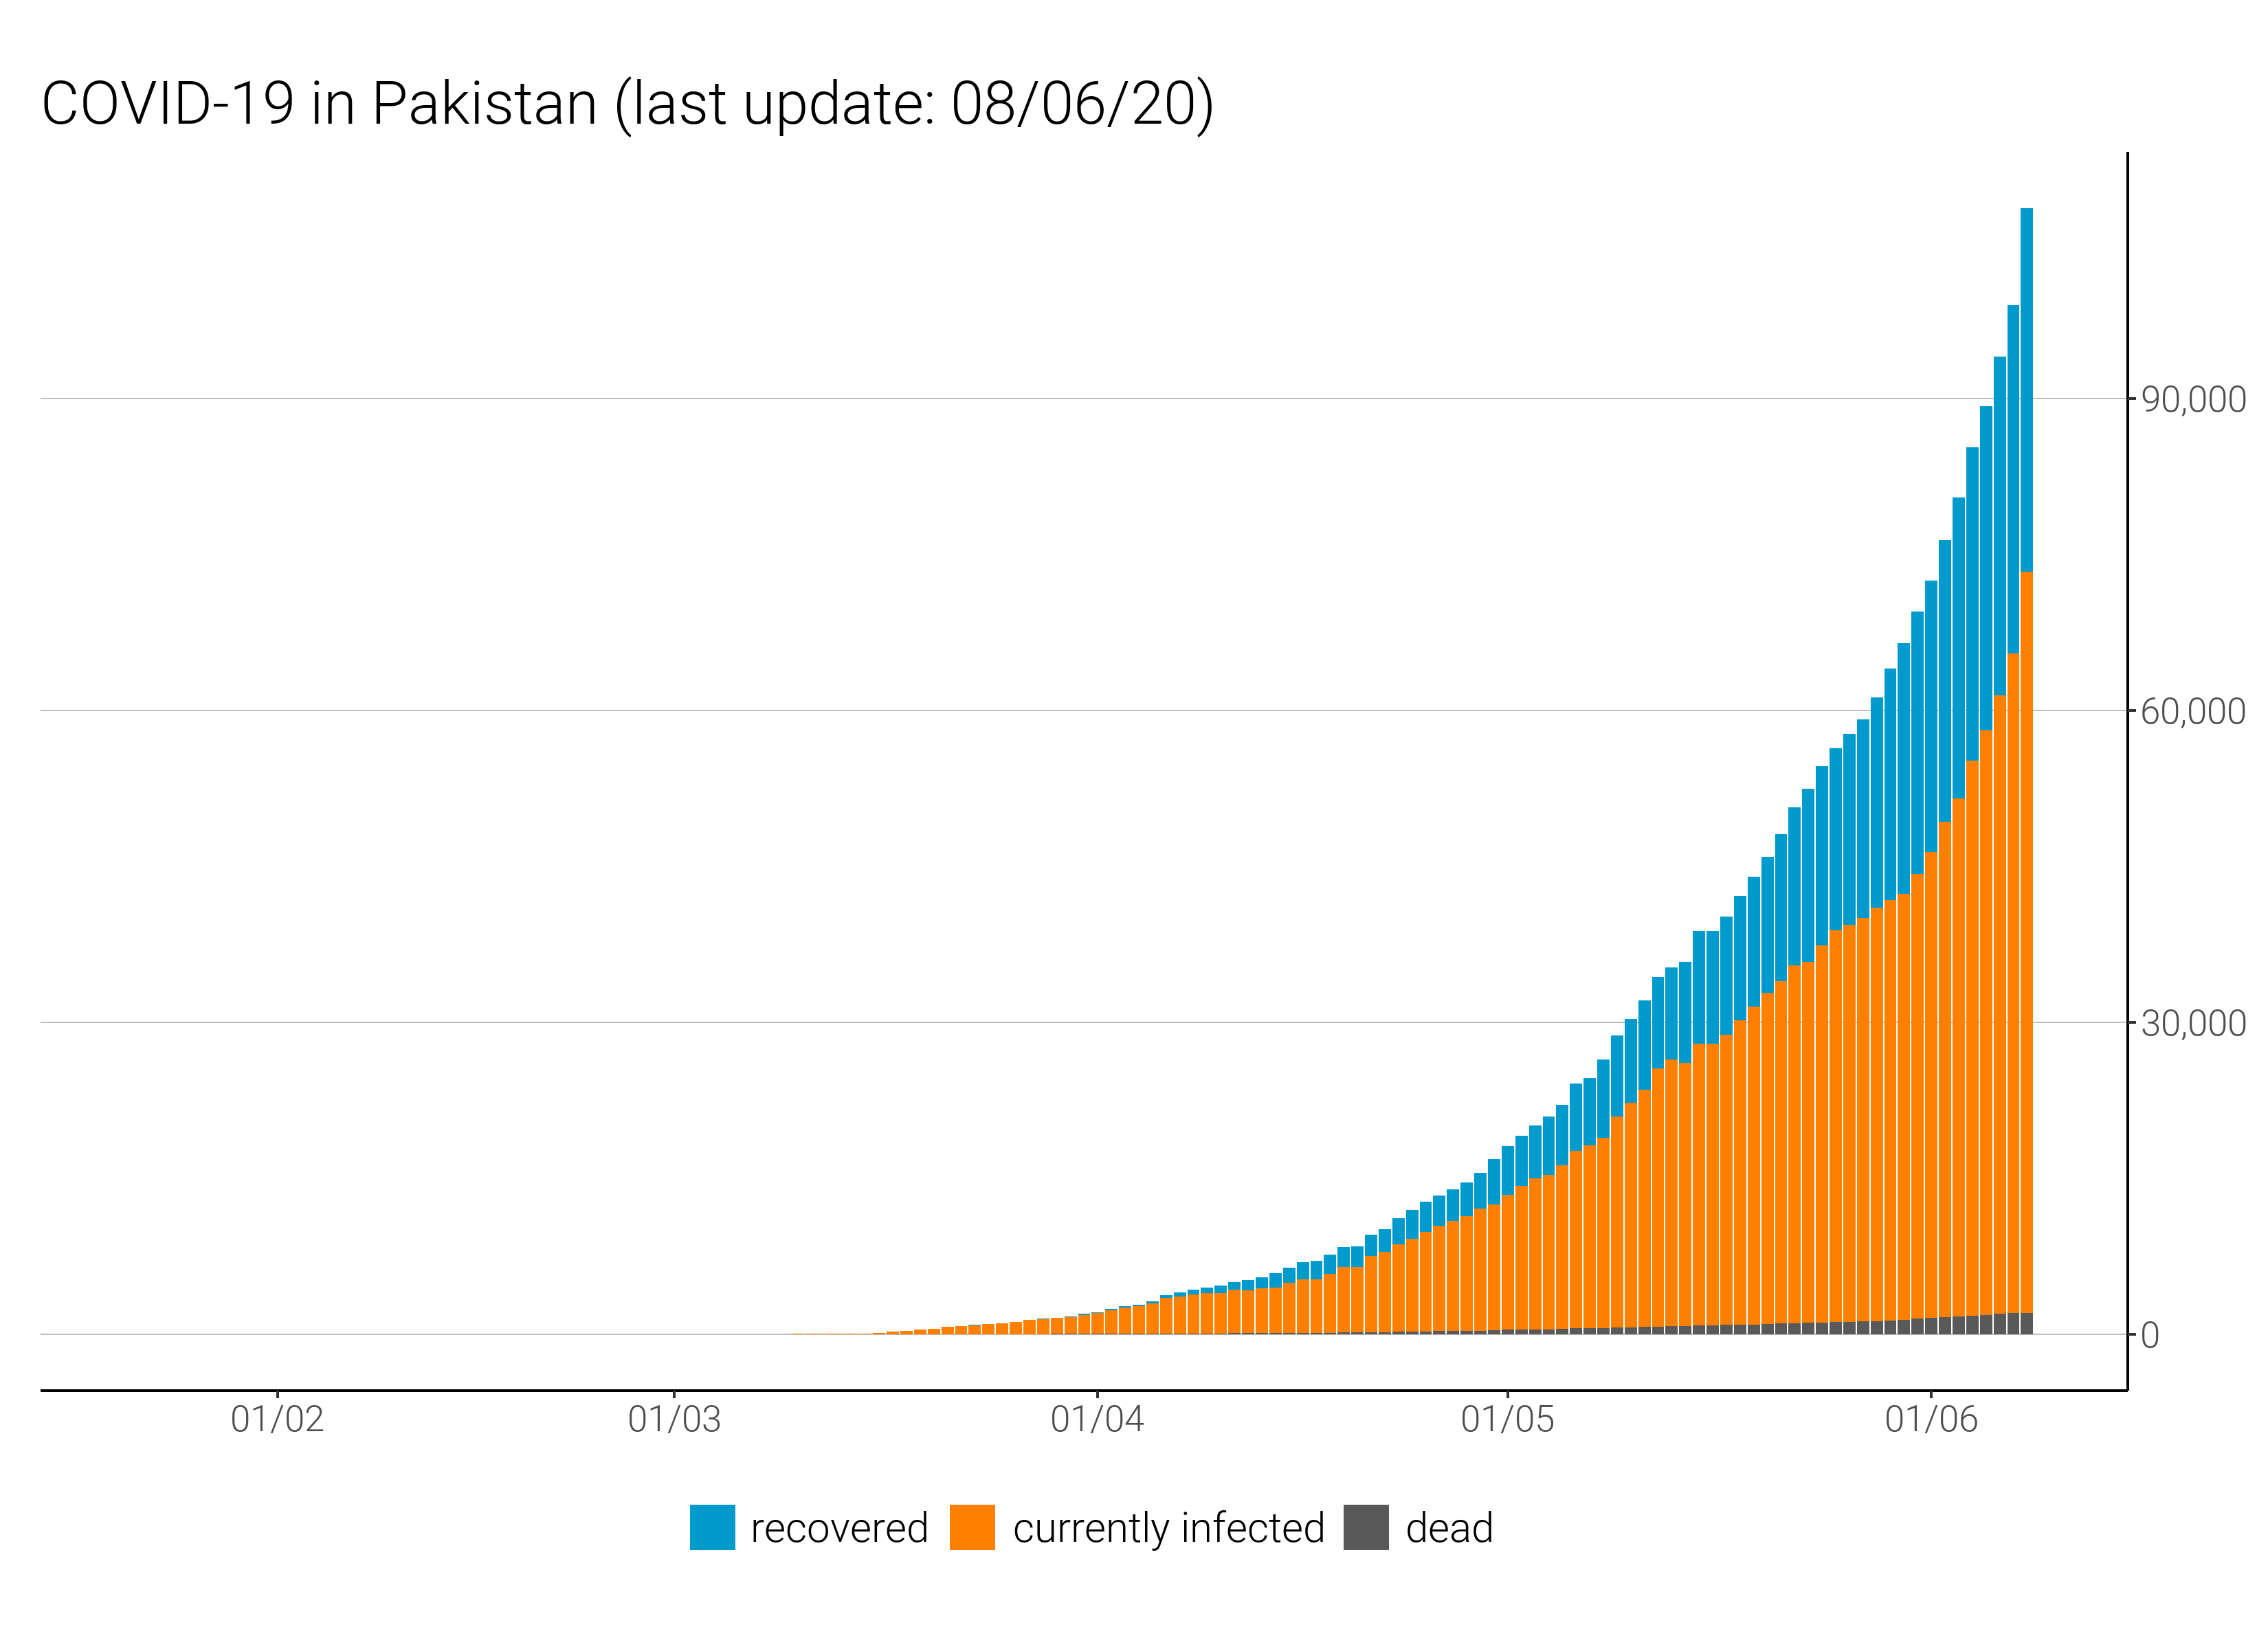 COVID-19 in Pakistan (last update: 08/06/20)
90,000
60,000
30,000
0
01/02 01/03 01/04 01/05 01/06
recovered currently infected dead